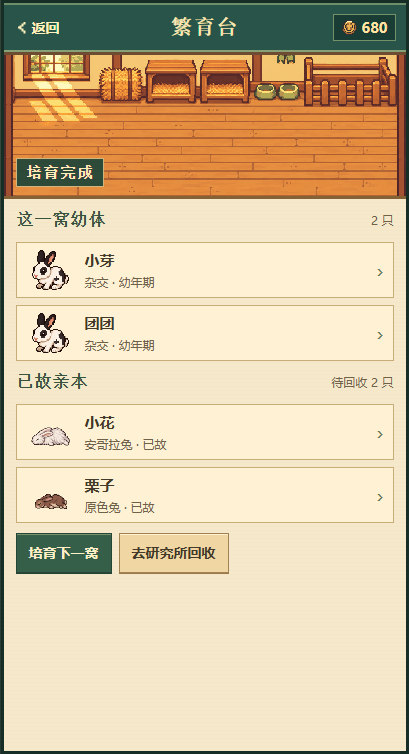 返回
繁育台
680
培育完成
这一窝幼体
2 只
小芽
杂交 · 幼年期
团团
杂交 · 幼年期
已故亲本
待回收 2 只
小花
安哥拉兔 · 已故
栗子
原色兔 · 已故
培育下一窝
去研究所回收